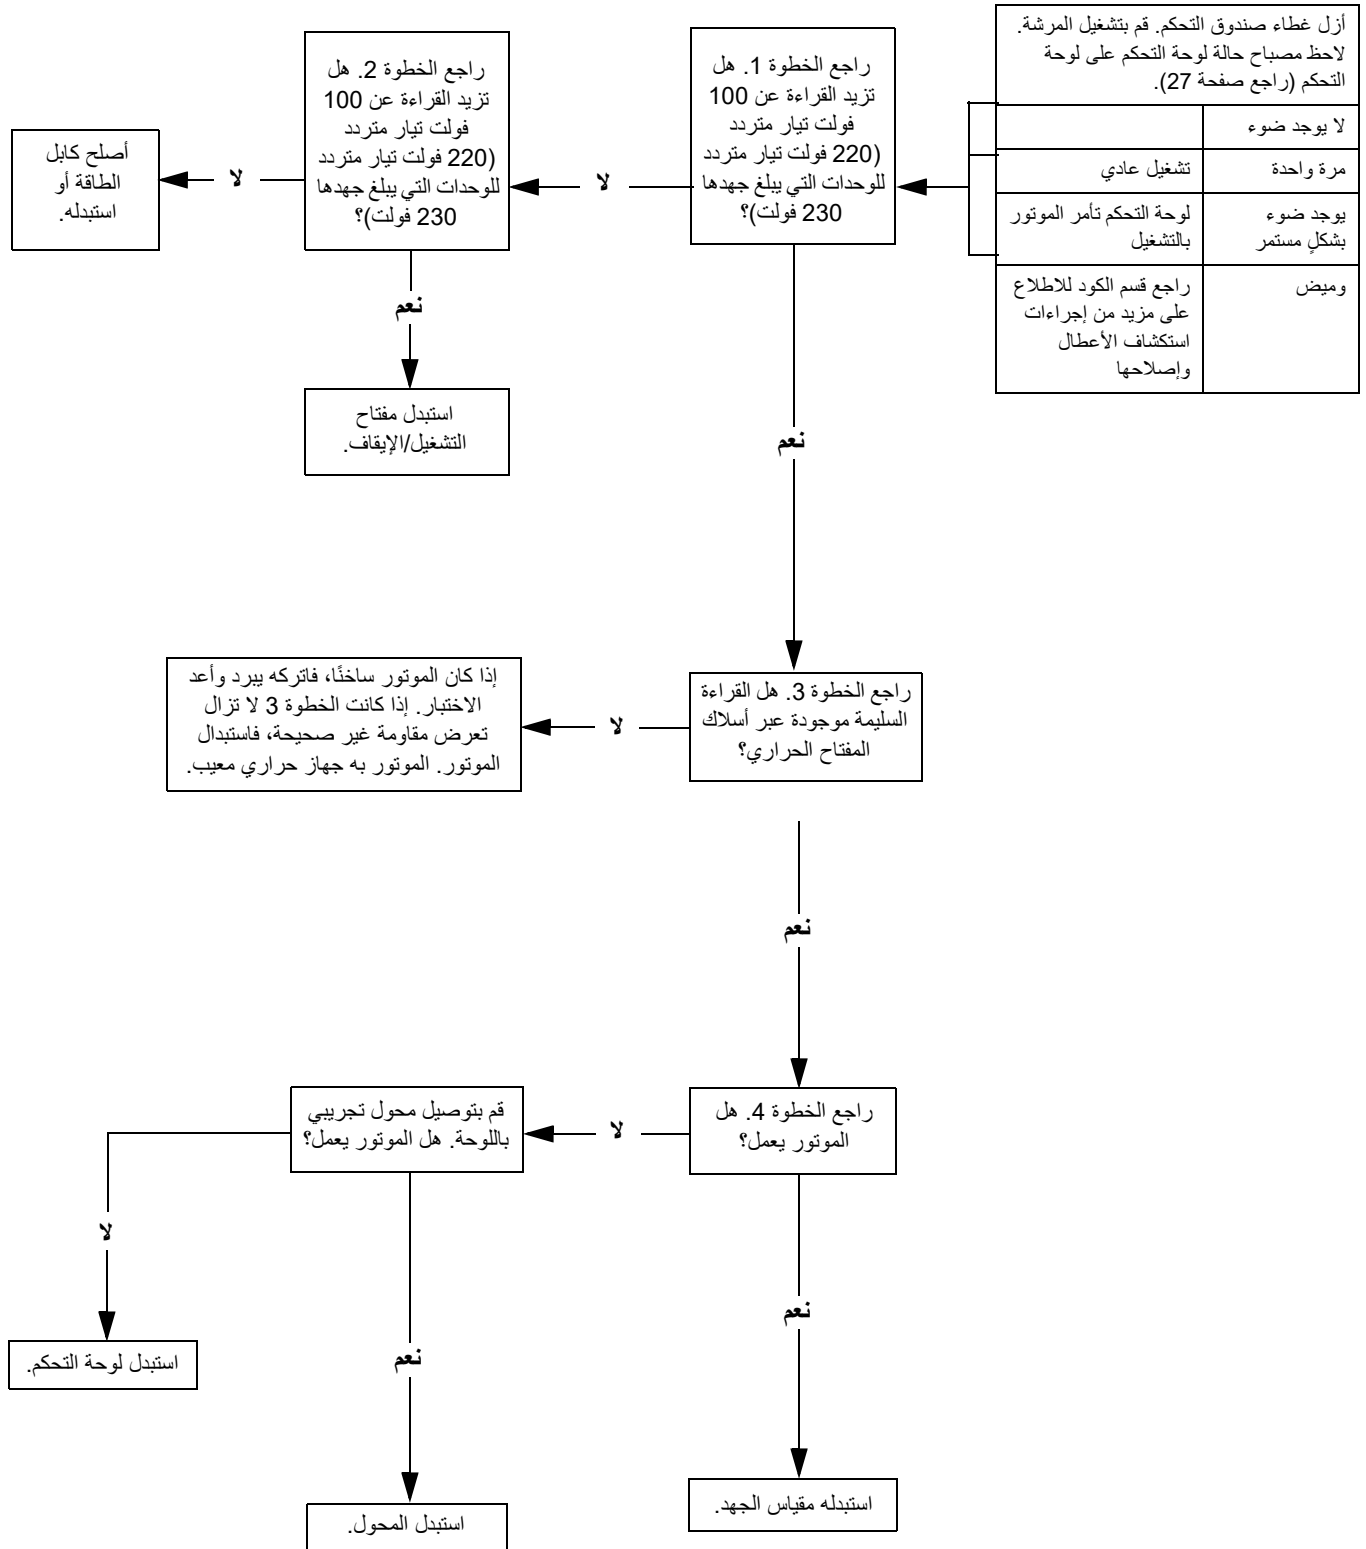 أزل غطاء صندوق التحكم. قم بتشغيل المرشة.
لاحظ مصباح حالة لوحة التحكم على لوحة
التحكم (راجع صفحة 27).
لا يوجد ضوء
مرة واحدة
تشغيل عادي
يوجد ضوء
بشكلٍ مستمر
لوحة التحكم تأمر الموتور
بالتشغيل
وميض
راجع قسم الكود للاطلاع
على مزيد من إجراءات
استكشاف الأعطال
وإصلاحها
راجع الخطوة 1. هل
تزيد القراءة عن 100
فولت تيار متردد
(220 فولت تيار متردد
للوحدات التي يبلغ جهدها
230 فولت)؟
لا
راجع الخطوة 2. هل
تزيد القراءة عن 100
فولت تيار متردد
(220 فولت تيار متردد
للوحدات التي يبلغ جهدها
230 فولت)؟
لا
أصلح كابل
الطاقة أو
استبدله.
نعم
استبدل مفتاح
التشغيل/الإيقاف.
نعم
راجع الخطوة 3. هل القراءة
السليمة موجودة عبر أسلاك
المفتاح الحراري؟
لا
إذا كان الموتور ساخنًا، فاتركه يبرد وأعد
الاختبار. إذا كانت الخطوة 3 لا تزال
تعرض مقاومة غير صحيحة، فاستبدال
الموتور. الموتور به جهاز حراري معيب.
نعم
راجع الخطوة 4. هل
الموتور يعمل؟
لا
قم بتوصيل محول تجريبي
باللوحة. هل الموتور يعمل؟
لا
استبدل لوحة التحكم.
نعم
استبدل المحول.
نعم
استبدله مقياس الجهد.